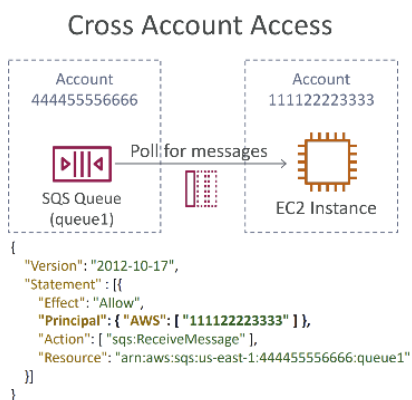 Cross Account Access
Account
444455556666
Account
111122223333
Poll for messages
SQS Queue
(queue1)
EC2 Instance
{
"Version": "2012-10-17",
"Statement" : [{
"Effect": "Allow",
"Principal": { "AWS": [ "111122223333" ] },
"Action": [ "sqs:ReceiveMessage" ],
"Resource": "arn:aws:sqs:us-east-1:444455556666:queue1"
}]
}